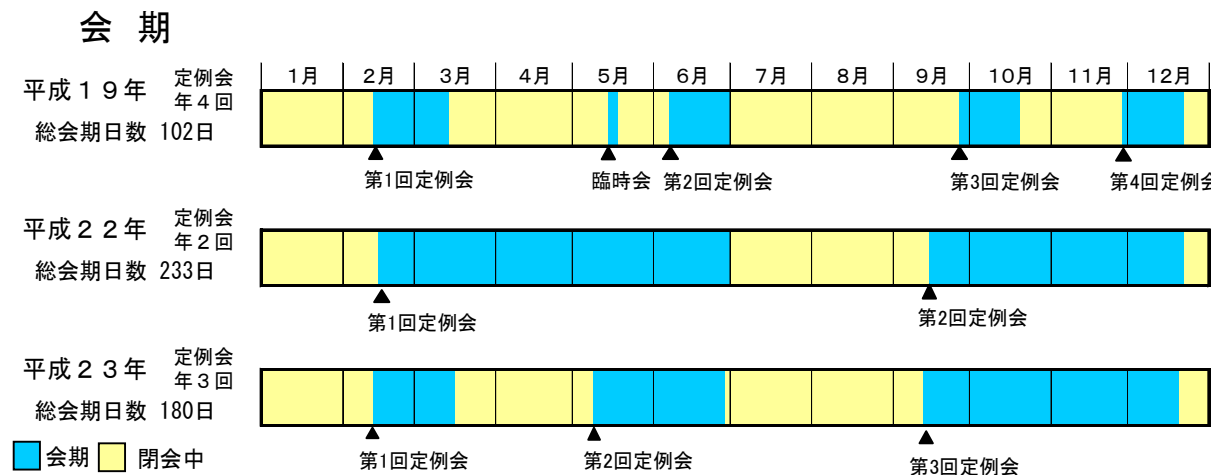 会 期
1月 2月 3月 4月 5月 6月 7月 8月 9月 10月 11月 12月
平成１９年 定例会
年４回
総会期日数 102日
第1回定例会 臨時会 第2回定例会 第3回定例会 第4回定例会
平成２２年 定例会
年２回
総会期日数 233日
第1回定例会 第2回定例会
平成２３年 定例会
年３回
総会期日数 180日
第1回定例会 第2回定例会 第3回定例会
会期 閉会中